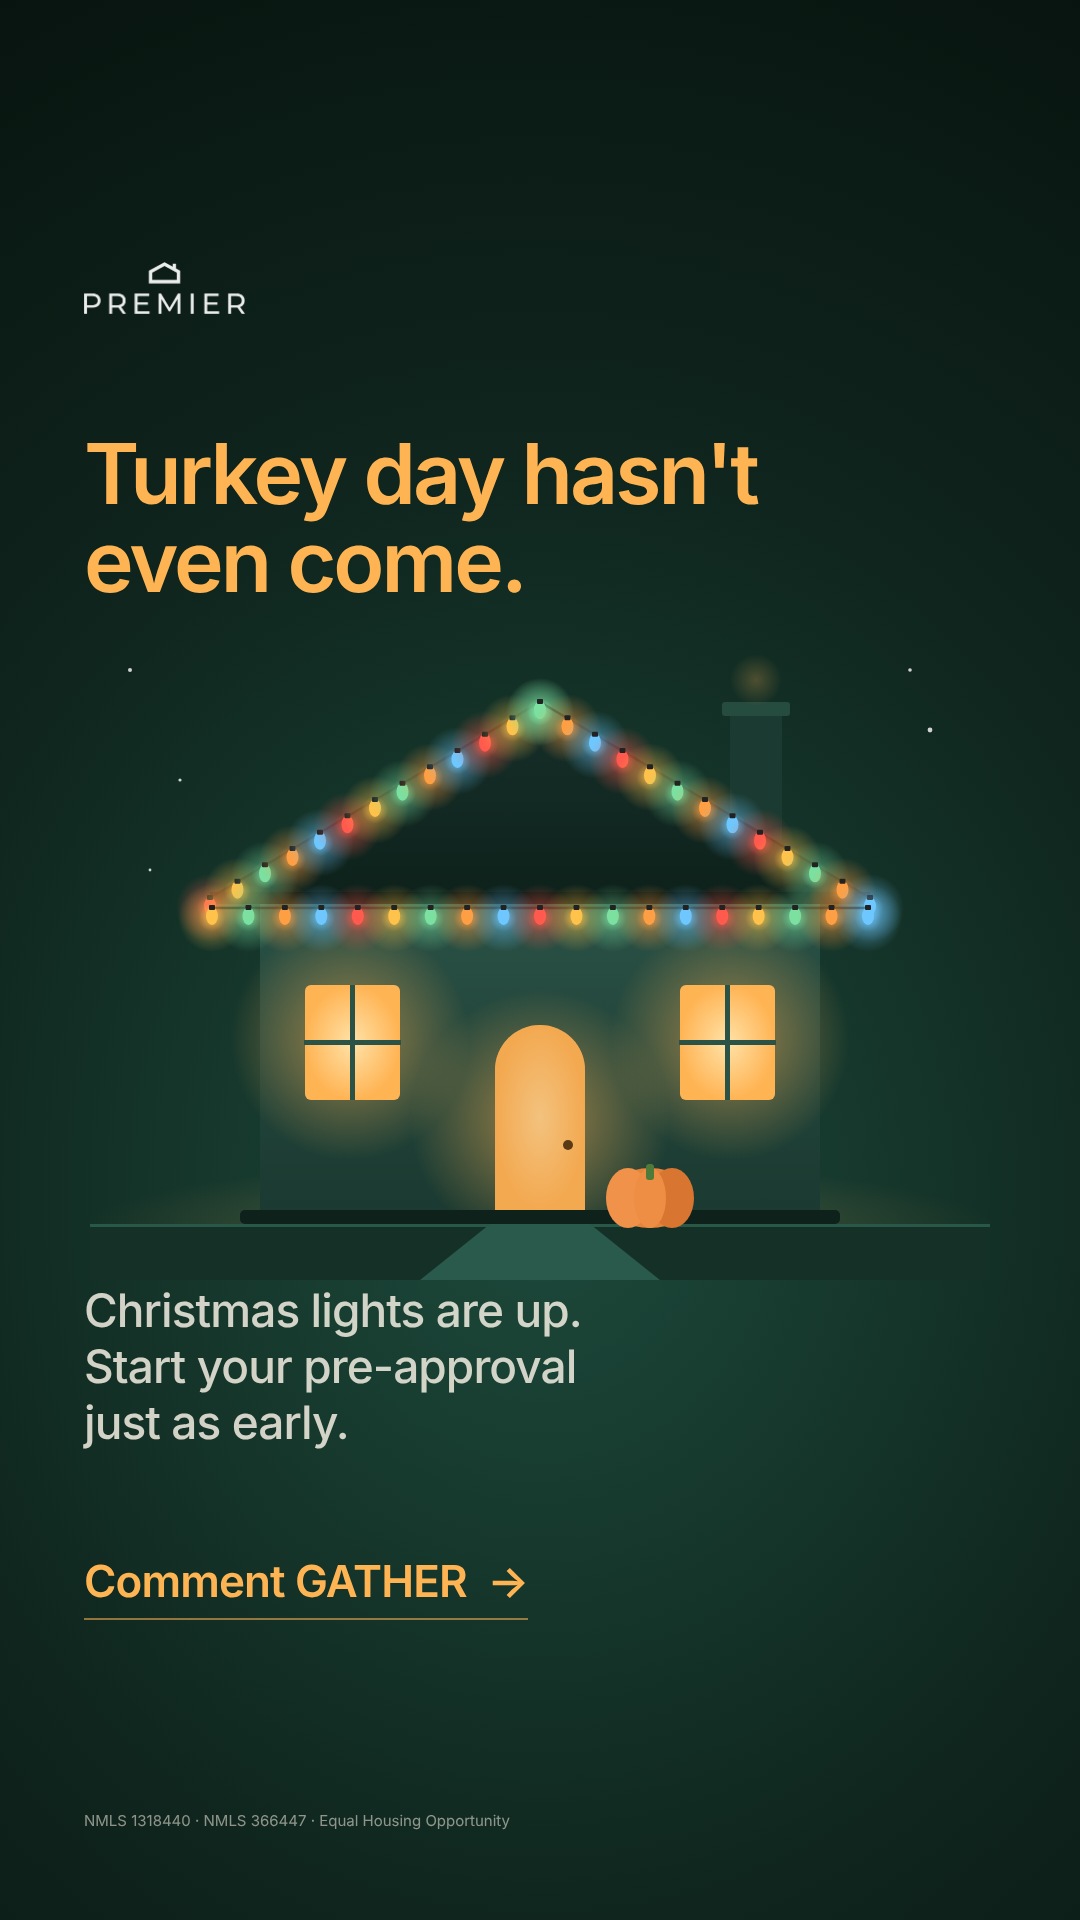 PREMIER
Turkey day hasn't
even come.
Christmas lights are up.
Start your pre-approval
just as early.
Comment GATHER →
NMLS 1318440 · NMLS 366447 · Equal Housing Opportunity